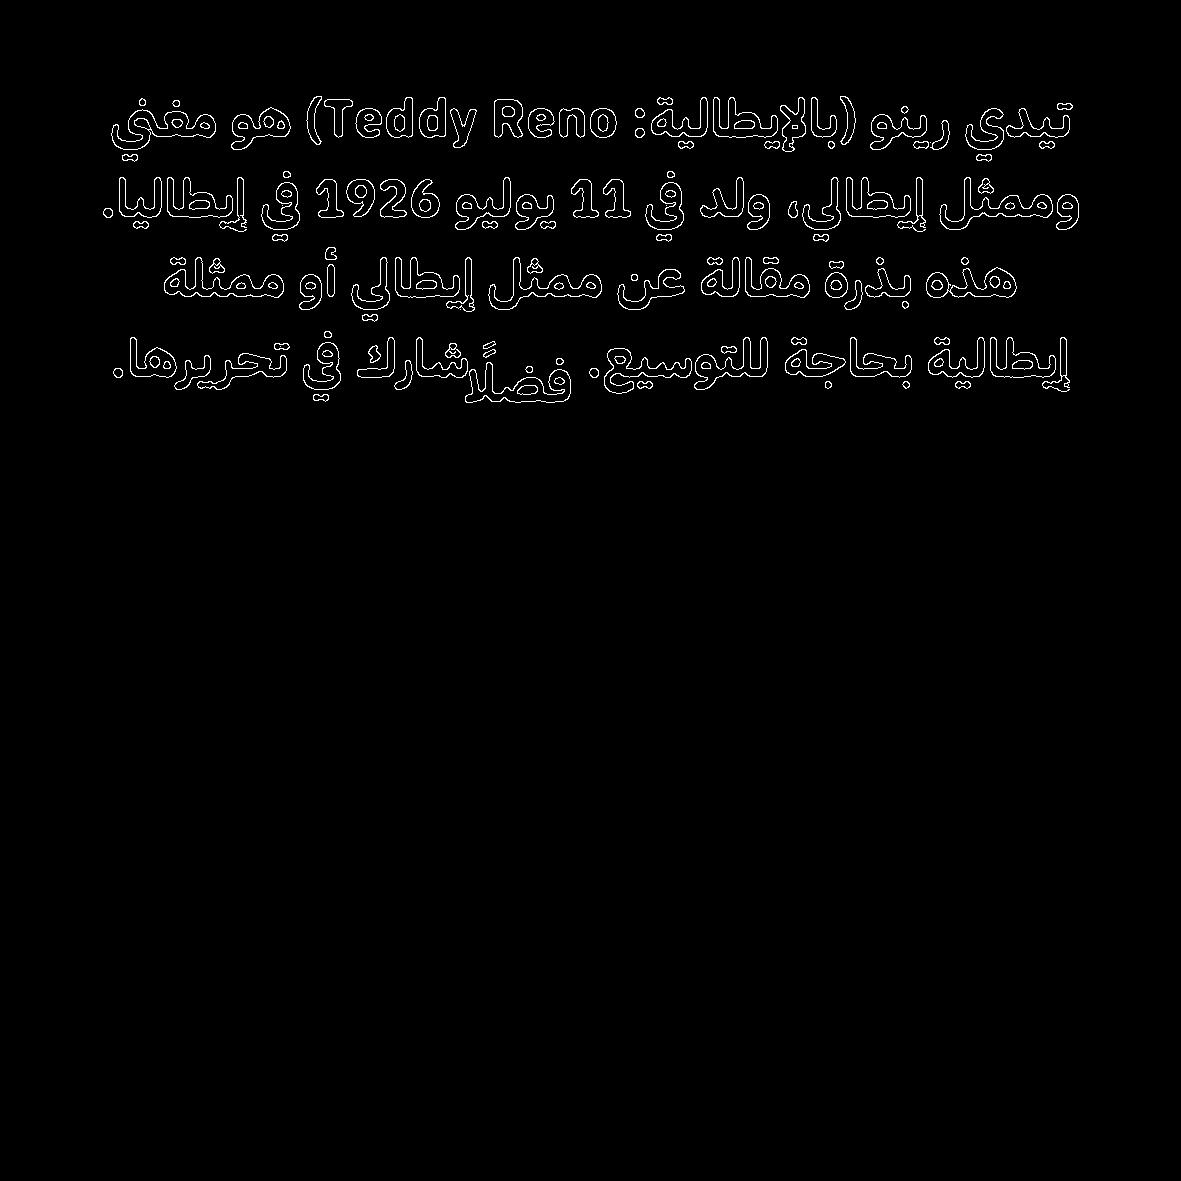 تيدي رينو (بالإيطالية: Teddy Reno) هو مغني
وممثل إيطالي، ولد في 11 يوليو 1926 في إيطاليا.
هذه بذرة مقالة عن ممثل إيطالي أو ممثلة
إيطالية بحاجة للتوسيع. فضلًا شارك في تحريرها.